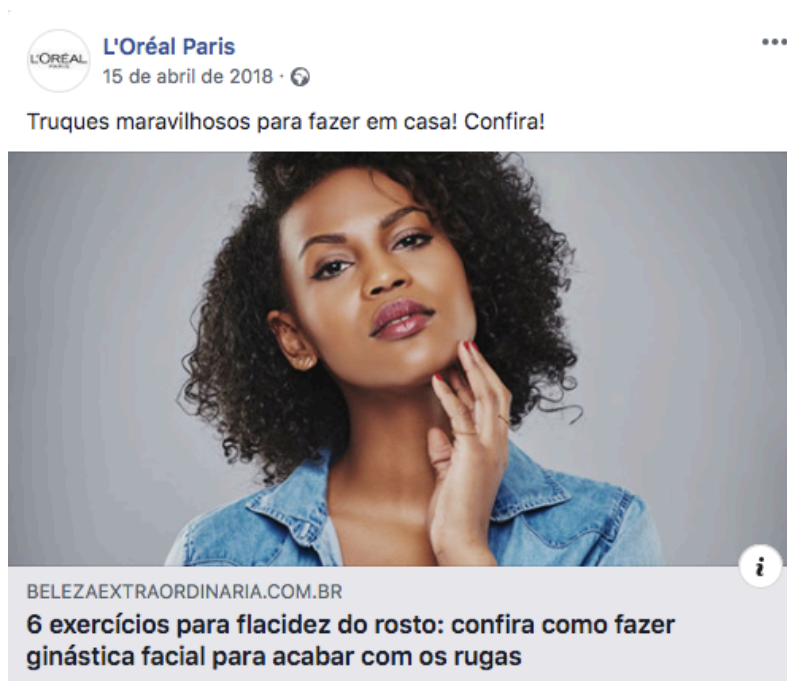 L'ORÉAL
PARIS
L'Oréal Paris
15 de abril de 2018 ·
Truques maravilhosos para fazer em casa! Confira!
BELEZAEXTRAORDINARIA.COM.BR
6 exercícios para flacidez do rosto: confira como fazer
ginástica facial para acabar com os rugas